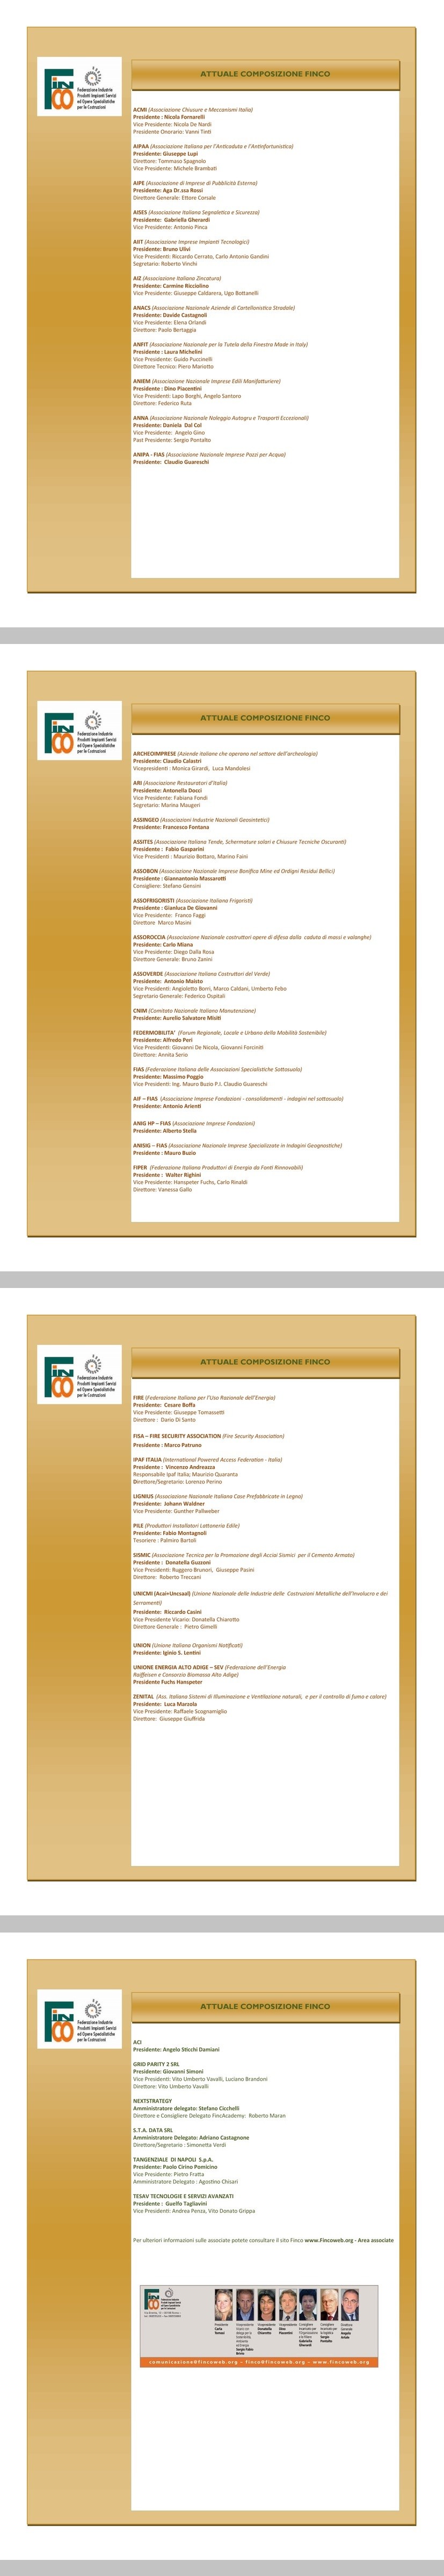 FINCO
Federazione Industrie
Prodotti Impianti Servizi
ed Opere Specialistiche
per le Costruzioni
ATTUALE COMPOSIZIONE FINCO
ACMI (Associazione Chiusure e Meccanismi Italia)
Presidente : Nicola Fornarelli
Vice Presidente: Nicola De Nardi
Presidente Onorario: Vanni Tinti
AIPAA (Associazione Italiana per l'Anticaduta e l'Antinfortunistica)
Presidente: Giuseppe Lupi
Direttore: Tommaso Spagnolo
Vice Presidente: Michele Brambati
AIPE (Associazione di Imprese di Pubblicità Esterna)
Presidente: Aga Dr.ssa Rossi
Direttore Generale: Ettore Corsale
AISES (Associazione Italiana Segnaletica e Sicurezza)
Presidente: Gabriella Gherardi
Vice Presidente: Antonio Pinca
AIIT (Associazione Imprese Impianti Tecnologici)
Presidente: Bruno Ulivi
Vice Presidenti: Riccardo Cerrato, Carlo Antonio Gandini
Segretario: Roberto Vinchi
AIZ (Associazione Italiana Zincatura)
Presidente: Carmine Ricciolino
Vice Presidente: Giuseppe Caldarera, Ugo Bottanelli
ANACS (Associazione Nazionale Aziende di Cartellonistica Stradale)
Presidente: Davide Castagnoli
Vice Presidente: Elena Orlandi
Direttore: Paolo Bertaggia
ANFIT (Associazione Nazionale per la Tutela della Finestra Made in Italy)
Presidente : Laura Michelini
Vice Presidente: Guido Puccinelli
Direttore Tecnico: Piero Mariotto
ANIEM (Associazione Nazionale Imprese Edili Manifatturiere)
Presidente : Dino Piacentini
Vice Presidenti: Lapo Borghi, Angelo Santoro
Direttore: Federico Ruta
ANNA (Associazione Nazionale Noleggio Autogru e Trasporti Eccezionali)
Presidente: Daniela Dal Col
Vice Presidente: Angelo Gino
Past Presidente: Sergio Pontalto
ANIPA - FIAS (Associazione Nazionale Imprese Pozzi per Acqua)
Presidente: Claudio Guareschi
FINCO
Federazione Industrie
Prodotti Impianti Servizi
ed Opere Specialistiche
per le Costruzioni
ATTUALE COMPOSIZIONE FINCO
ARCHEOIMPRESE (Aziende italiane che operano nel settore dell'archeologia)
Presidente: Claudio Calastri
Vicepresidenti : Monica Girardi, Luca Mandolesi
ARI (Associazione Restauratori d'Italia)
Presidente: Antonella Docci
Vice Presidente: Fabiana Fondi
Segretario: Marina Maugeri
ASSINGEO (Associazioni Industrie Nazionali Geosintetici)
Presidente: Francesco Fontana
ASSITES (Associazione Italiana Tende, Schermature solari e Chiusure Tecniche Oscuranti)
Presidente : Fabio Gasparini
Vice Presidenti : Maurizio Bottaro, Manno Faini
ASSOBON (Associazione Nazionale Imprese Bonifica Mine ed Ordigni Residui Bellici)
Presidente : Giannantonio Massarotti
Consigliere: Stefano Gensini
ASSOFRIGORISTI (Associazione Italiana Frigoristi)
Presidente : Gianluca De Giovanni
Vice Presidente: Franco Faggi
Direttore Marco Masini
ASSOROCCIA (Associazione Nazionale costruttori opere di difesa dalla caduta di massi e valanghe)
Presidente: Carlo Miana
Vice Presidente: Diego Dalla Rosa
Direttore Generale: Bruno Zanini
ASSOVERDE (Associazione Italiana Costruttori del Verde)
Presidente: Antonio Maisto
Vice Presidenti: Angioletto Borri, Marco Caldani, Umberto Febo
Segretario Generale: Federico Ospitali
CNIM (Comitato Nazionale Italiano Manutenzione)
Presidente: Aurelio Salvatore Misiti
FEDERMOBILITA' (Forum Regionale, Locale e Urbano della Mobilità Sostenibile)
Presidente: Alfredo Peri
Vice Presidenti: Giovanni De Nicola, Giovanni Forciniti
Direttore: Annita Serio
FIAS (Federazione Italiana delle Associazioni Specialistiche Sottosuolo)
Presidente: Massimo Poggio
Vice Presidenti: Ing. Mauro Buzio P.I. Claudio Guareschi
AIF – FIAS (Associazione Imprese Fondazioni - consolidamenti - indagini nel sottosuolo)
Presidente: Antonio Arienti
ANIG HP – FIAS (Associazione Imprese Fondazioni)
Presidente: Alberto Stella
ANISIG – FIAS (Associazione Nazionale Imprese Specializzate in Indagini Geognostiche)
Presidente : Mauro Buzio
FIPER (Federazione Italiana Produttori di Energia da Fonti Rinnovabili)
Presidente : Walter Righini
Vice Presidente: Hanspeter Fuchs, Carlo Rinaldi
Direttore: Vanessa Gallo
FINCO
Federazione Industrie
Prodotti Impianti Servizi
ed Opere Specialistiche
per le Costruzioni
ATTUALE COMPOSIZIONE FINCO
FIRE (Federazione Italiana per l'Uso Razionale dell'Energia)
Presidente: Cesare Boffa
Vice Presidente: Giuseppe Tomassetti
Direttore : Dario Di Santo
FISA – FIRE SECURITY ASSOCIATION (Fire Security Association)
Presidente : Marco Patruno
IPAF ITALIA (International Powered Access Federation - Italia)
Presidente : Vincenzo Andreazza
Responsabile Ipaf Italia; Maurizio Quaranta
Direttore/Segretario: Lorenzo Perino
LIGNIUS (Associazione Nazionale Italiana Case Prefabbricate in Legno)
Presidente: Johann Waldner
Vice Presidente: Gunther Pallweber
PILE (Produttori Installatori Lattoneria Edile)
Presidente: Fabio Montagnoli
Tesoriere : Palmiro Bartoli
SISMIC (Associazione Tecnica per la Promozione degli Acciai Sismici per il Cemento Armato)
Presidente : Donatella Guzzoni
Vice Presidenti: Ruggero Brunori, Giuseppe Pasini
Direttore: Roberto Treccani
UNICMI (Acai+Uncsaal) (Unione Nazionale delle Industrie delle Costruzioni Metalliche dell'Involucro e dei
Serramenti)
Presidente: Riccardo Casini
Vice Presidente Vicario: Donatella Chiarotto
Direttore Generale : Pietro Gimelli
UNION (Unione Italiana Organismi Notificati)
Presidente: Iginio S. Lentini
UNIONE ENERGIA ALTO ADIGE – SEV (Federazione dell'Energia
Raiffeisen e Consorzio Biomassa Alto Adige)
Presidente Fuchs Hanspeter
ZENITAL (Ass. Italiana Sistemi di Illuminazione e Ventilazione naturali, e per il controllo di fumo e calore)
Presidente: Luca Marzola
Vice Presidente: Raffaele Scognamiglio
Direttore: Giuseppe Giuffrida
FINCO
Federazione Industrie
Prodotti Impianti Servizi
ed Opere Specialistiche
per le Costruzioni
ATTUALE COMPOSIZIONE FINCO
ACI
Presidente: Angelo Sticchi Damiani
GRID PARITY 2 SRL
Presidente: Giovanni Simoni
Vice Presidenti: Vito Umberto Vavalli, Luciano Brandoni
Direttore: Vito Umberto Vavalli
NEXTSTRATEGY
Amministratore delegato: Stefano Cicchelli
Direttore e Consigliere Delegato FincAcademy: Roberto Maran
S.T.A. DATA SRL
Amministratore Delegato: Adriano Castagnone
Direttore/Segretario : Simonetta Verdi
TANGENZIALE DI NAPOLI S.p.A.
Presidente: Paolo Cirino Pomicino
Vice Presidente: Pietro Fratta
Amministratore Delegato : Agostino Chisari
TESAV TECNOLOGIE E SERVIZI AVANZATI
Presidente : Guelfo Tagliavini
Vice Presidenti: Andrea Penza, Vito Donato Grippa
Per ulteriori informazioni sulle associate potete consultare il sito Finco www.Fincoweb.org - Area associate
FINCO
Presidente
Carla
Tomasi
Vicepresidente
Sergio Fabio
Brivio
Vicepresidente
Donatella
Chiarotto
Vicepresidente
Dino
Piacentini
Gabriella
Gherardi
Sergio
Pontalto
Direttore
Generale
Angelo
Artale
comunicazione@fincoweb.org - finco@fincoweb.org - www.fincoweb.org